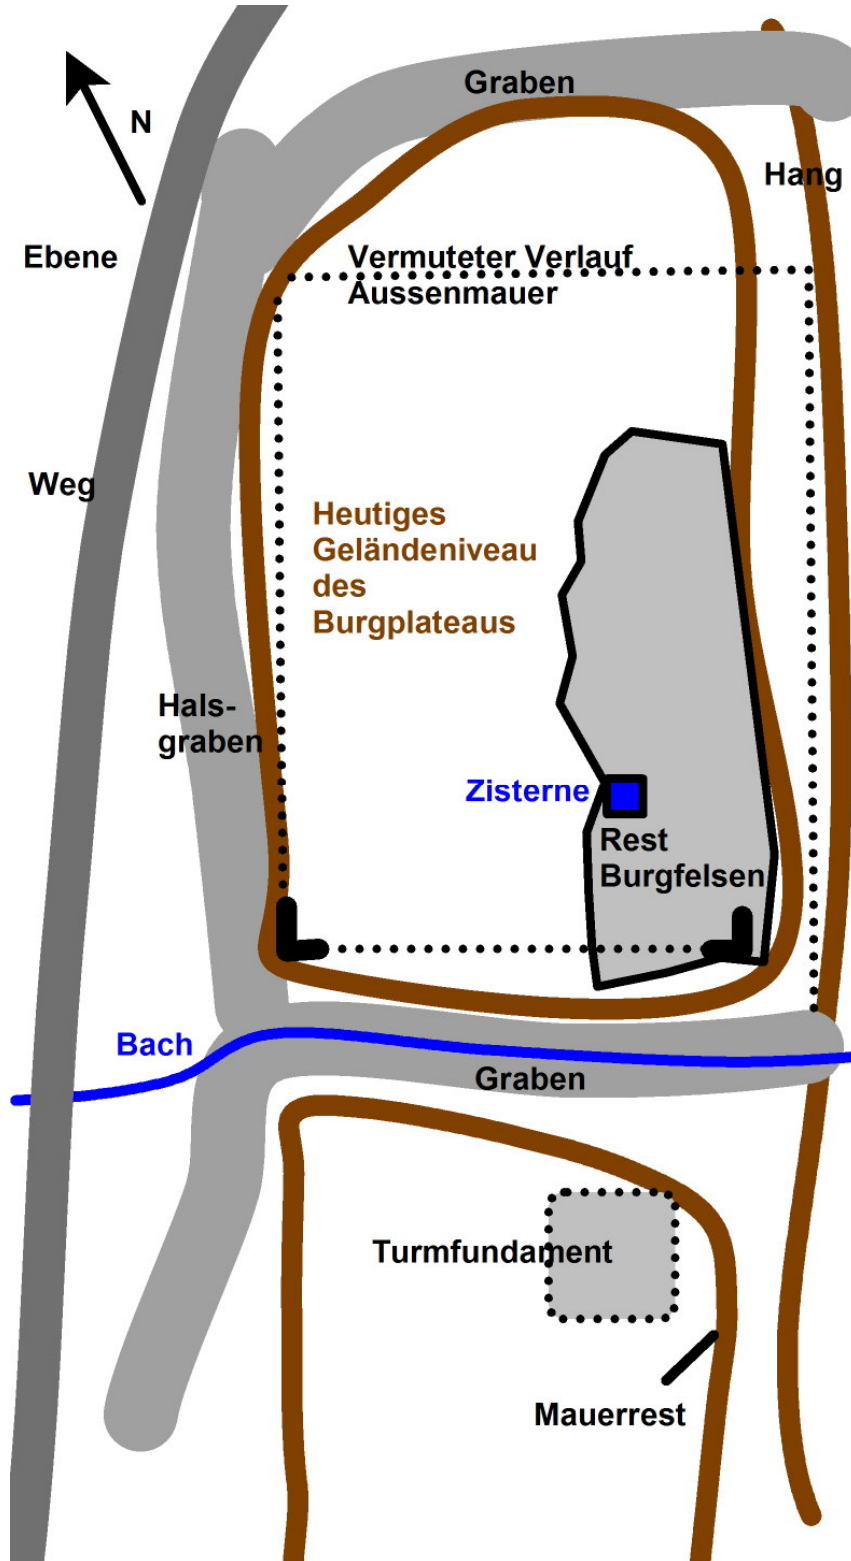 Graben
N
Hang
Ebene
Vermuteter Verlauf
Aussenmauer
Weg
Heutiges
Geländeniveau
des
Burgplateaus
Hals-
graben
Zisterne
Rest
Burgfelsen
Bach
Graben
Turmfundament
Mauerrest